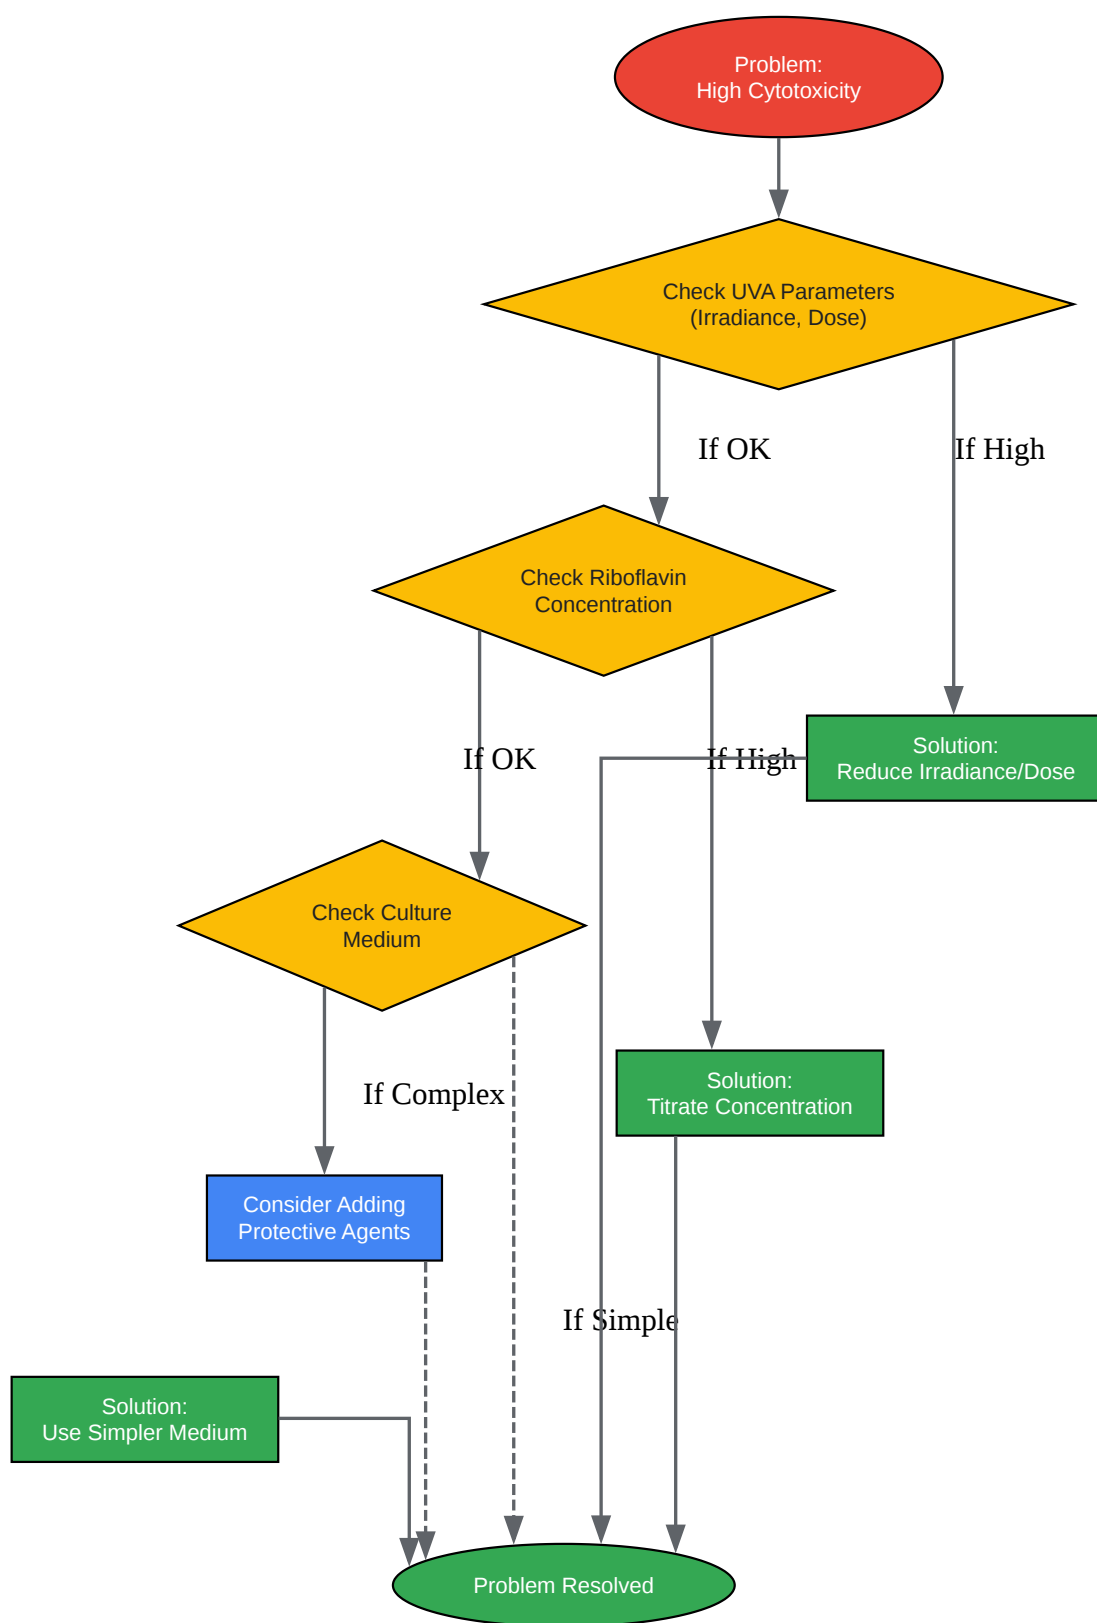 Problem:
High Cytotoxicity
Check UVA Parameters
(Irradiance, Dose)
If OK
If High
Check Riboflavin
Concentration
If OK
If High
Solution:
Reduce Irradiance/Dose
Check Culture
Medium
If Complex
Solution:
Titrate Concentration
Consider Adding
Protective Agents
If Simple
Solution:
Use Simpler Medium
Problem Resolved